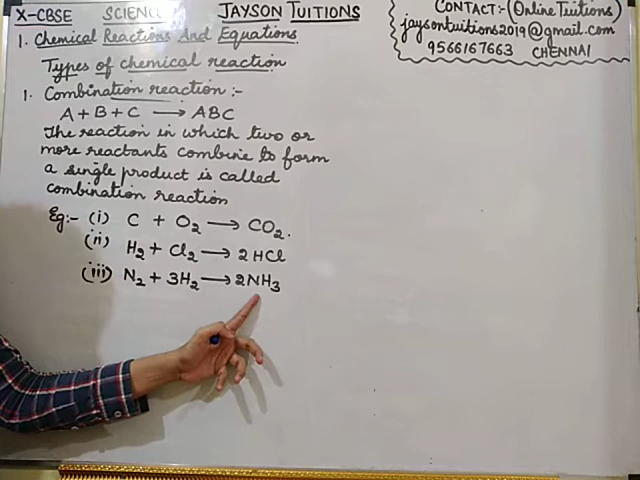 X-CBSE SCIENCE JAYSON TUITIONS
CONTACT:-(Online Tuitions)
jaysontuitions2019@gmail.com
9566167663 CHENNAI
1. Chemical Reactions And Equations
Types of chemical reaction
1. Combination reaction :-
A + B + C ⟶ ABC
The reaction in which two or
more reactants combine to form
a single product is called
combination reaction
Eg:- (i) C + O₂ ⟶ CO₂.
(ii) H₂ + Cl₂ ⟶ 2HCl
(iii) N₂ + 3H₂ ⟶ 2NH₃